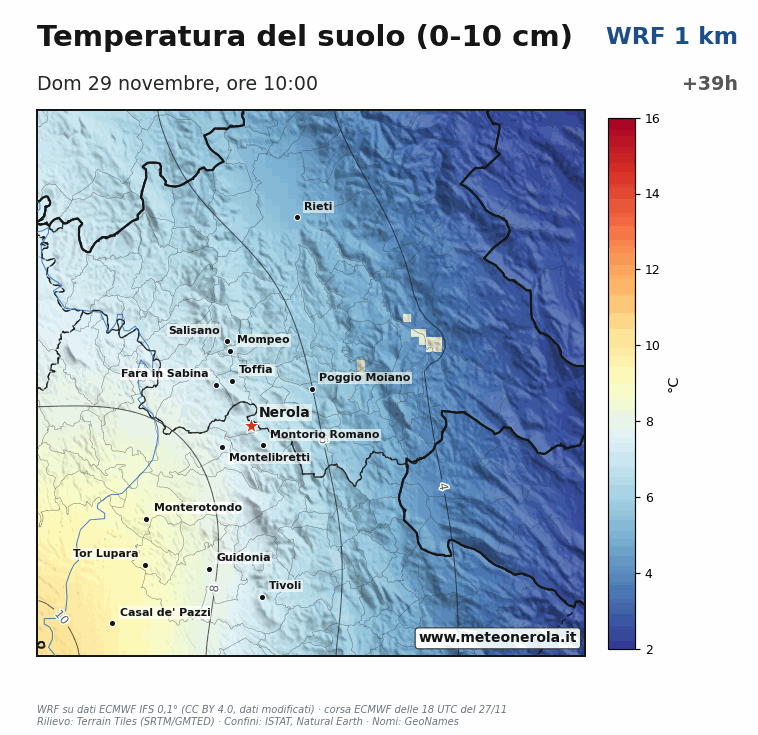 Temperatura del suolo (0-10 cm)
WRF 1 km
Dom 29 novembre, ore 10:00
+39h
Rieti
Salisano
Mompeo
Fara in Sabina
Toffia
Poggio Moiano
Nerola
Montorio Romano
Montelibretti
Monterotondo
Tor Lupara
Guidonia
Tivoli
Casal de' Pazzi
4
8
10
www.meteonerola.it
16
14
12
10
8
6
4
2
°C
WRF su dati ECMWF IFS 0,1° (CC BY 4.0, dati modificati) · corsa ECMWF delle 18 UTC del 27/11
Rilievo: Terrain Tiles (SRTM/GMTED) · Confini: ISTAT, Natural Earth · Nomi: GeoNames